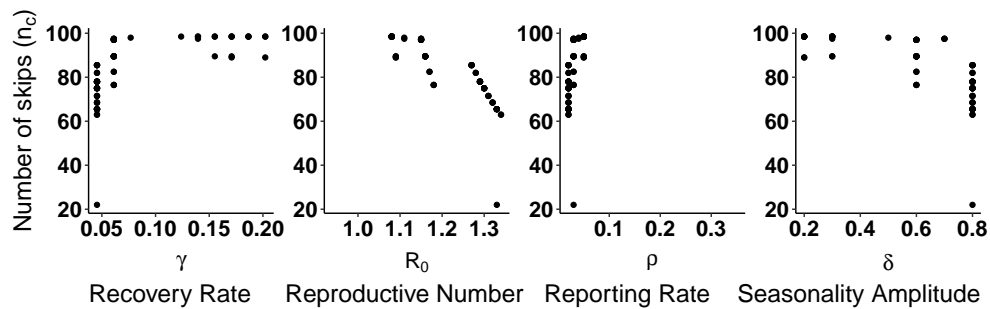 Number of skips (n_c)
100
80
60
40
20
0.05 0.10 0.15 0.20
γ
Recovery Rate
100
80
60
40
20
1.0 1.1 1.2 1.3
R_0
Reproductive Number
100
80
60
40
20
0.1 0.2 0.3
ρ
Reporting Rate
100
80
60
40
20
0.2 0.4 0.6 0.8
δ
Seasonality Amplitude